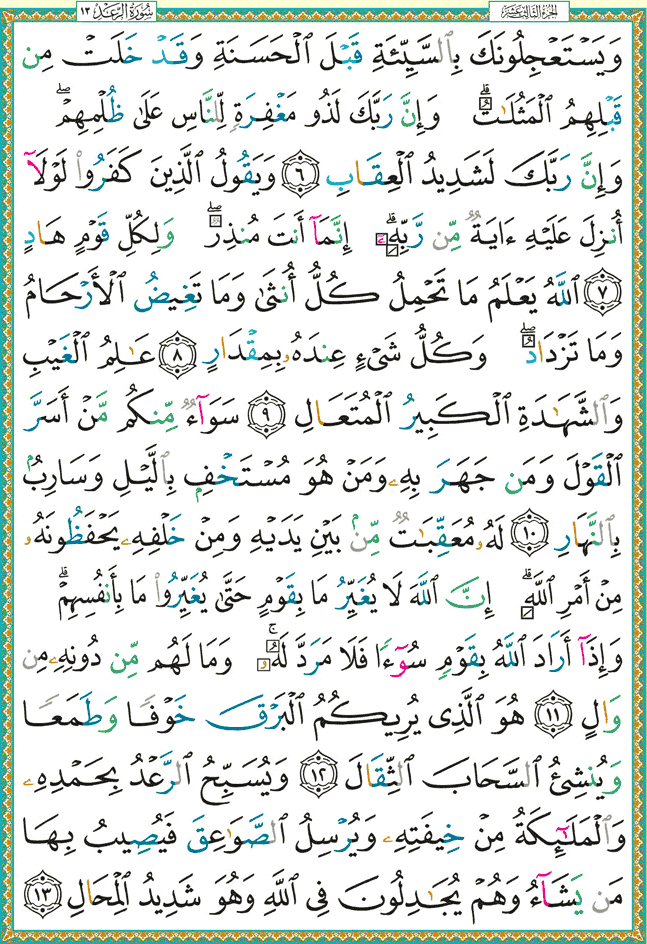 سُورَةُ الرَّعْدِ ١٣
الجزء الثالث عشر
وَيَسْتَعْجِلُونَكَ بِٱلسَّيِّئَةِ قَبْلَ ٱلْحَسَنَةِ وَقَدْ خَلَتْ مِن
قَبْلِهِمُ ٱلْمَثُلَٰتُ ۗ وَإِنَّ رَبَّكَ لَذُو مَغْفِرَةٍ لِّلنَّاسِ عَلَىٰ ظُلْمِهِمْ ۖ
وَإِنَّ رَبَّكَ لَشَدِيدُ ٱلْعِقَابِ ٦ وَيَقُولُ ٱلَّذِينَ كَفَرُوا۟ لَوْلَآ
أُنزِلَ عَلَيْهِ ءَايَةٌ مِّن رَّبِّهِۦٓ ۗ إِنَّمَآ أَنتَ مُنذِرٌ ۖ وَلِكُلِّ قَوْمٍ هَادٍ
٧ ٱللَّهُ يَعْلَمُ مَا تَحْمِلُ كُلُّ أُنثَىٰ وَمَا تَغِيضُ ٱلْأَرْحَامُ
وَمَا تَزْدَادُ ۖ وَكُلُّ شَىْءٍ عِندَهُۥ بِمِقْدَارٍ ٨ عَٰلِمُ ٱلْغَيْبِ
وَٱلشَّهَٰدَةِ ٱلْكَبِيرُ ٱلْمُتَعَالِ ٩ سَوَآءٌ مِّنكُم مَّنْ أَسَرَّ
ٱلْقَوْلَ وَمَن جَهَرَ بِهِۦ وَمَنْ هُوَ مُسْتَخْفٍۭ بِٱلَّيْلِ وَسَارِبٌۢ
بِٱلنَّهَارِ ١٠ لَهُۥ مُعَقِّبَٰتٌ مِّنۢ بَيْنِ يَدَيْهِ وَمِنْ خَلْفِهِۦ يَحْفَظُونَهُۥ
مِنْ أَمْرِ ٱللَّهِ ۗ إِنَّ ٱللَّهَ لَا يُغَيِّرُ مَا بِقَوْمٍ حَتَّىٰ يُغَيِّرُوا۟ مَا بِأَنفُسِهِمْ ۗ
وَإِذَآ أَرَادَ ٱللَّهُ بِقَوْمٍ سُوٓءًا فَلَا مَرَدَّ لَهُۥ ۚ وَمَا لَهُم مِّن دُونِهِۦ مِن
وَالٍ ١١ هُوَ ٱلَّذِى يُرِيكُمُ ٱلْبَرْقَ خَوْفًا وَطَمَعًا
وَيُنشِئُ ٱلسَّحَابَ ٱلثِّقَالَ ١٢ وَيُسَبِّحُ ٱلرَّعْدُ بِحَمْدِهِۦ
وَٱلْمَلَٰٓئِكَةُ مِنْ خِيفَتِهِۦ وَيُرْسِلُ ٱلصَّوَٰعِقَ فَيُصِيبُ بِهَا
مَن يَشَآءُ وَهُمْ يُجَٰدِلُونَ فِى ٱللَّهِ وَهُوَ شَدِيدُ ٱلْمِحَالِ ١٣